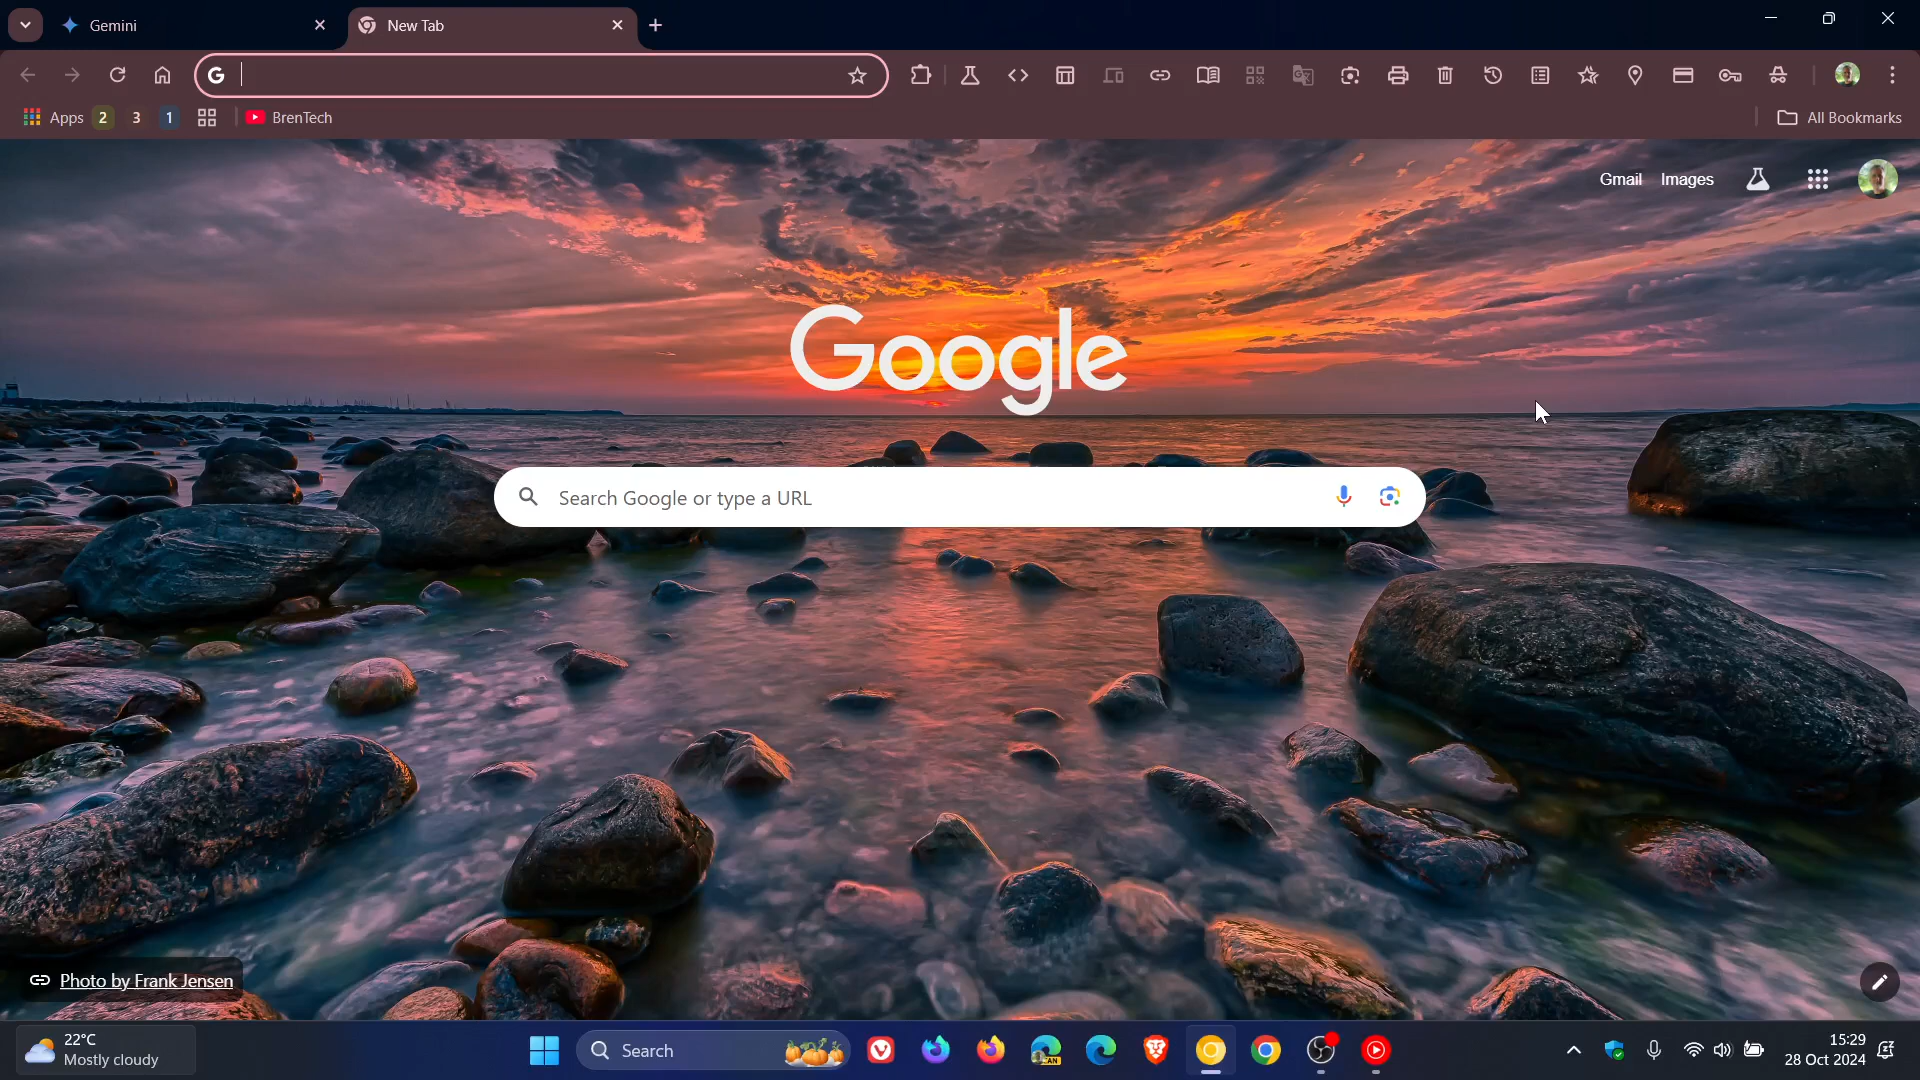 Gemini
New Tab
Apps
2
3
1
BrenTech
All Bookmarks
Gmail
Images
Google
Search Google or type a URL
Photo by Frank Jensen
22°C
Mostly cloudy
Search
CAN
15:29
28 Oct 2024